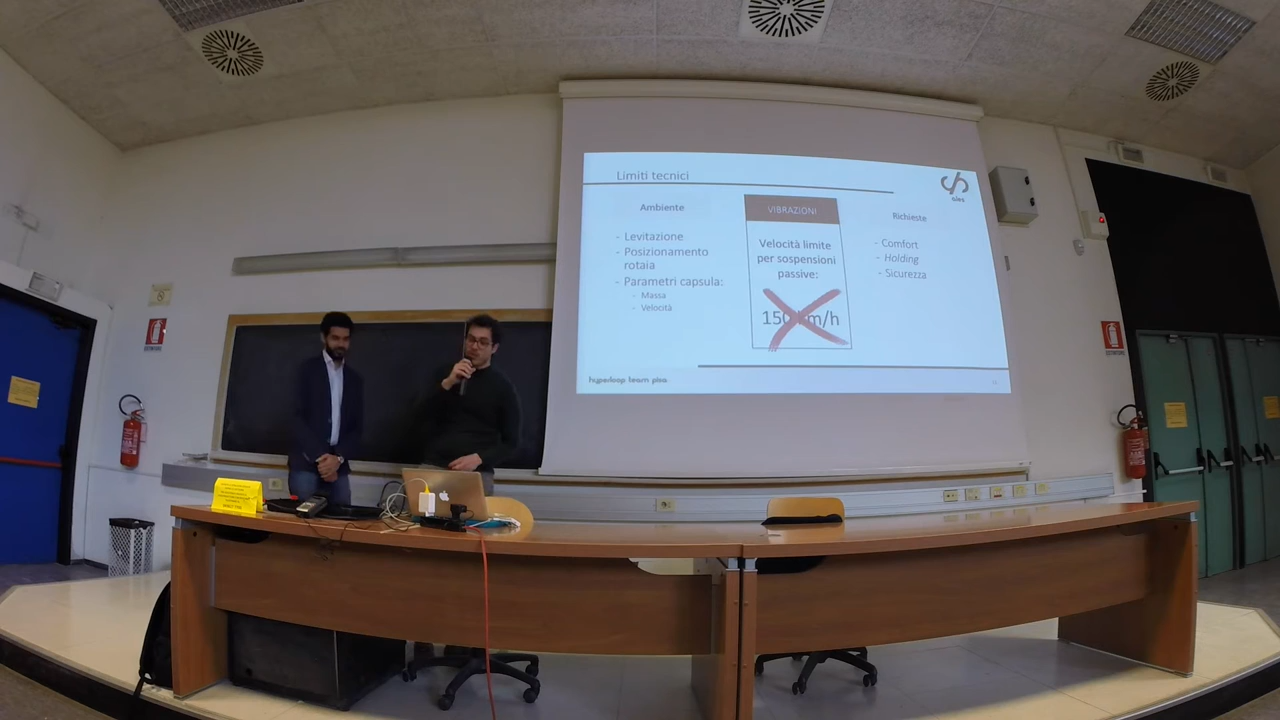 Limiti tecnici
ales
Ambiente
- Levitazione
- Posizionamento
rotaia
- Parametri capsula:
- Massa
- Velocità
VIBRAZIONI
Velocità limite
per sospensioni
passive:
150 km/h
Richieste
- Comfort
- Holding
- Sicurezza
hyperloop team pisa